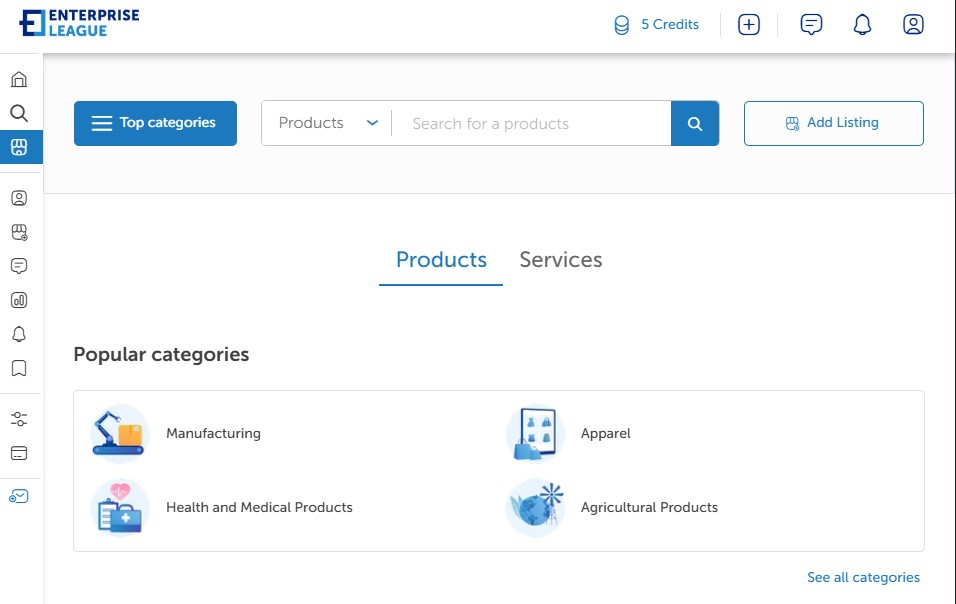 ENTERPRISE
LEAGUE
5 Credits
Top categories
Products
Search for a products
Add Listing
Products
Services
Popular categories
Manufacturing
Apparel
Health and Medical Products
Agricultural Products
See all categories